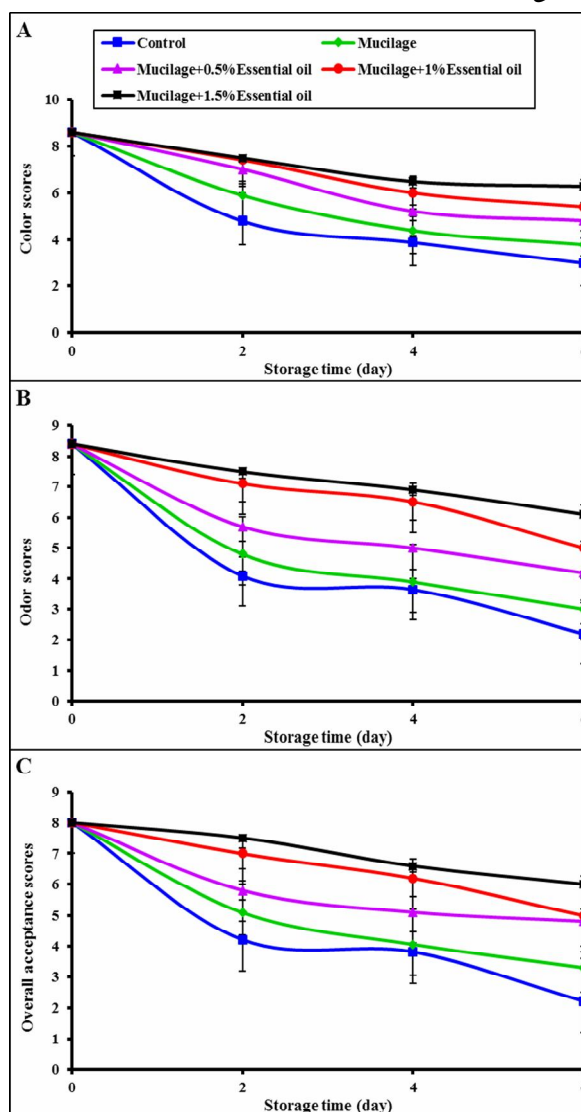 A
Control
Mucilage
Mucilage+0.5%Essential oil
Mucilage+1%Essential oil
Mucilage+1.5%Essential oil
10
8
6
4
2
0
Color scores
0
2
4
Storage time (day)
B
9
8
7
6
5
4
3
2
1
0
Odor scores
0
2
4
Storage time (day)
C
9
8
7
6
5
4
3
2
1
0
Overall acceptance scores
0
2
4
Storage time (day)